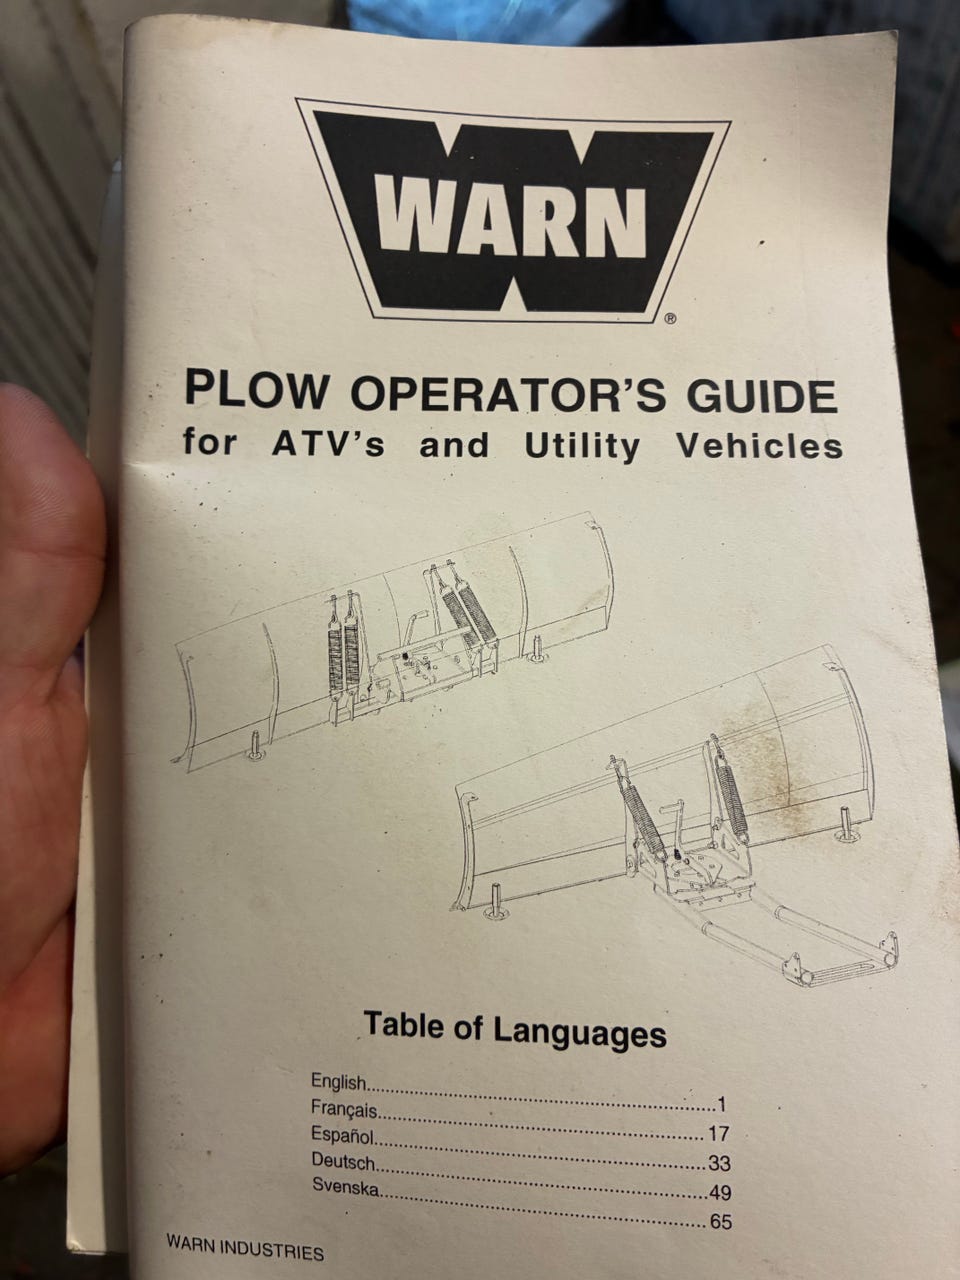 WARN
®
PLOW OPERATOR'S GUIDE
for ATV's and Utility Vehicles
Table of Languages
English..........................................................1
Français.........................................................17
Español..........................................................33
Deutsch..........................................................49
Svenska..........................................................65
WARN INDUSTRIES